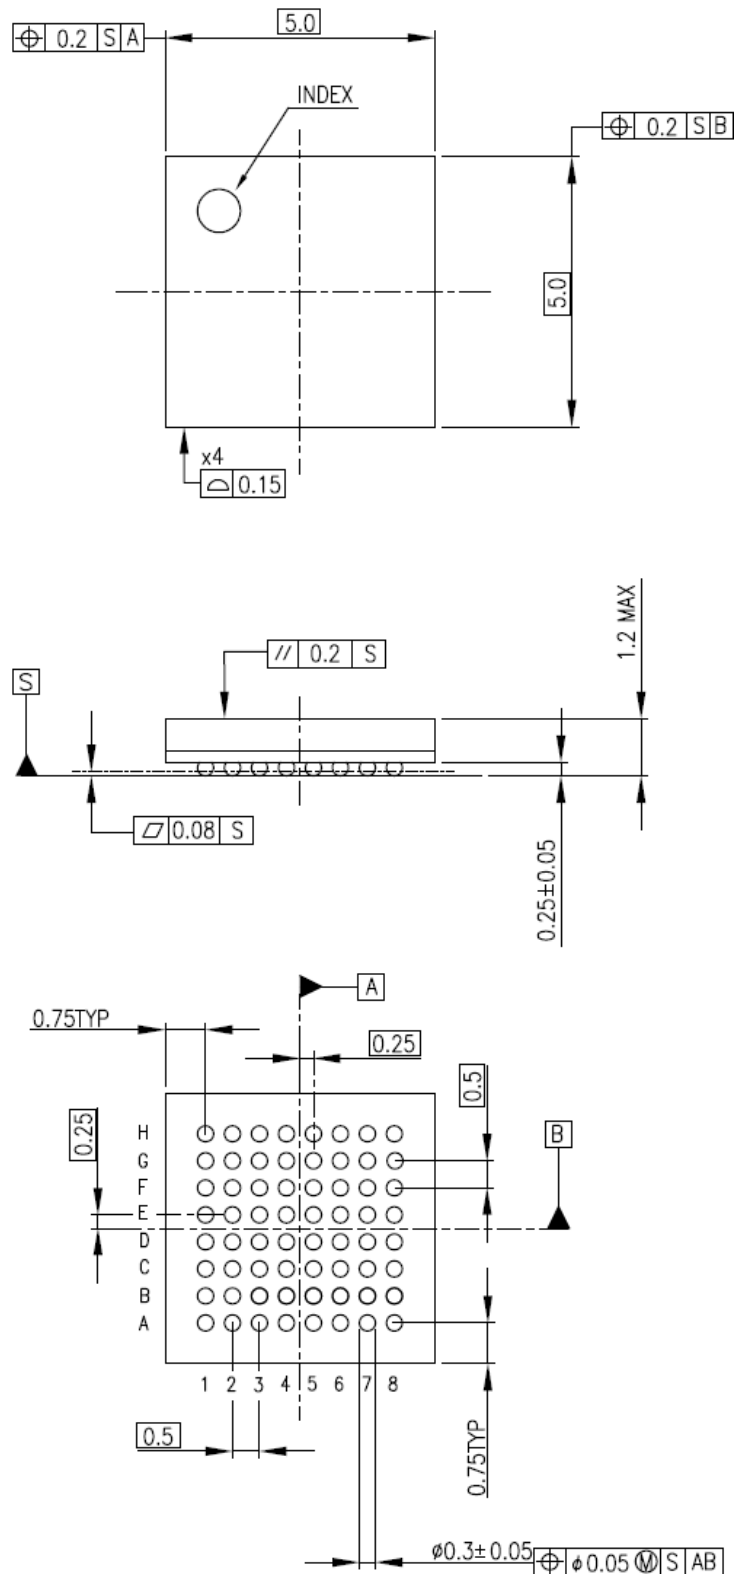 0.2 S A
5.0
INDEX
0.2 S B
5.0
x4
0.15
// 0.2 S
S
1.2 MAX
0.08 S
0.25±0.05
A
0.75TYP
0.25
0.5
0.25
B
H
G
F
E
D
C
B
A
1 2 3 4 5 6 7 8
0.5
0.75TYP
φ0.3±0.05
φ0.05 Ⓜ S AB